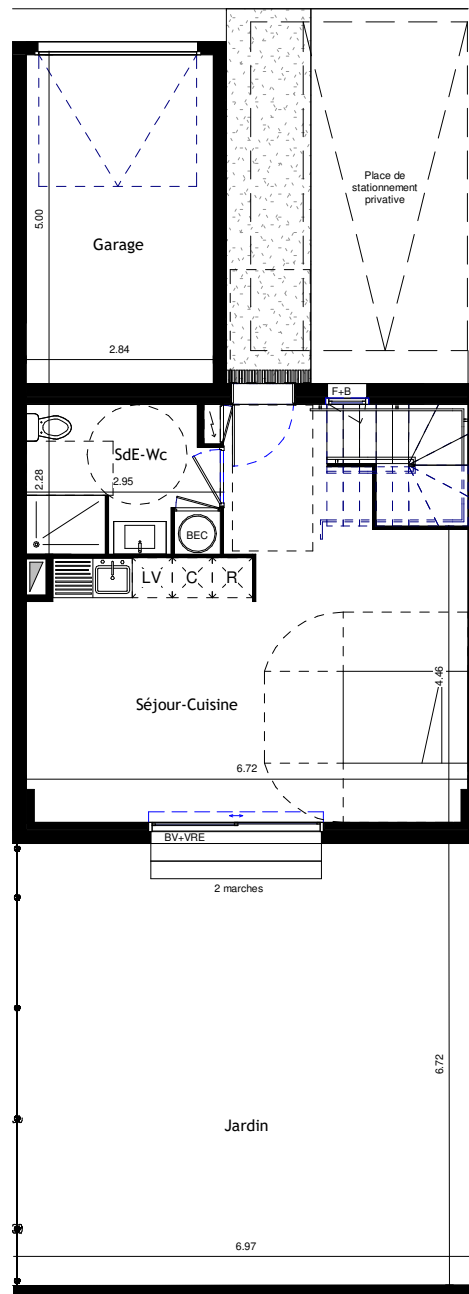 Place de
stationnement
privative
5.00
Garage
2.84
F+B
SdE-Wc
2.28
2.95
BEC
LV C R
4.46
Séjour-Cuisine
6.72
BV+VRE
2 marches
6.72
Jardin
6.97